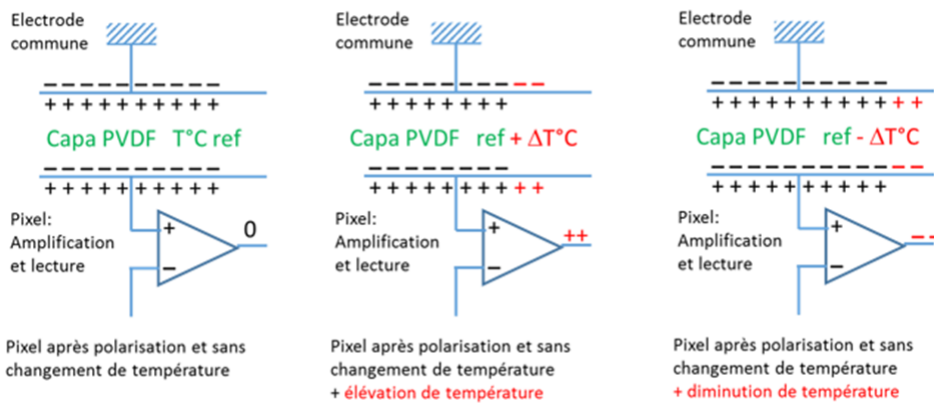 Electrode
commune
– – – – – – – – – –
+ + + + + + + + + +
Capa PVDF T°C ref
– – – – – – – – – –
+ + + + + + + + + +
Pixel:
Amplification
et lecture
+
–
0
Pixel après polarisation et sans
changement de température
Electrode
commune
– – – – – – – – – –
+ + + + + + + +
Capa PVDF ref + ΔT°C
– – – – – – – –
+ + + + + + + + + +
Pixel:
Amplification
et lecture
+
–
++
Pixel après polarisation et sans
changement de température
+ élévation de température
Electrode
commune
– – – – – – – – – –
+ + + + + + + + + + + +
Capa PVDF ref - ΔT°C
– – – – – – – – – – – –
+ + + + + + + + + +
Pixel:
Amplification
et lecture
+
–
– –
Pixel après polarisation et sans
changement de température
+ diminution de température